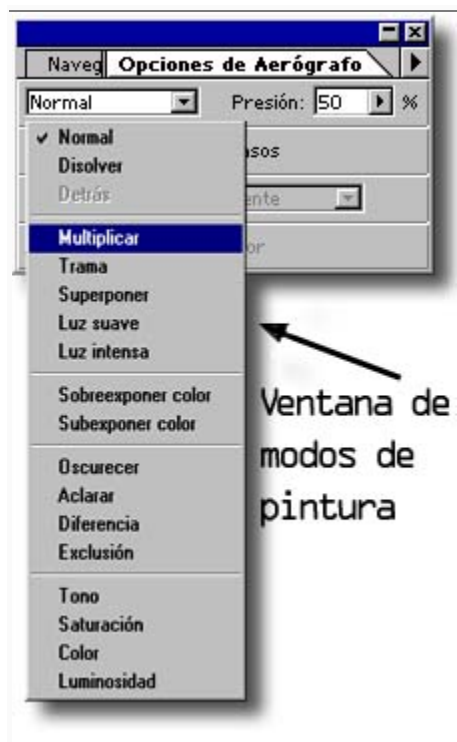 Naveg Opciones de Aerógrafo
Normal Presión: 50 %
Normal
Disolver
Detrás
Multiplicar
Trama
Superponer
Luz suave
Luz intensa
Sobreexponer color
Subexponer color
Oscurecer
Aclarar
Diferencia
Exclusión
Tono
Saturación
Color
Luminosidad
Ventana de
modos de
pintura